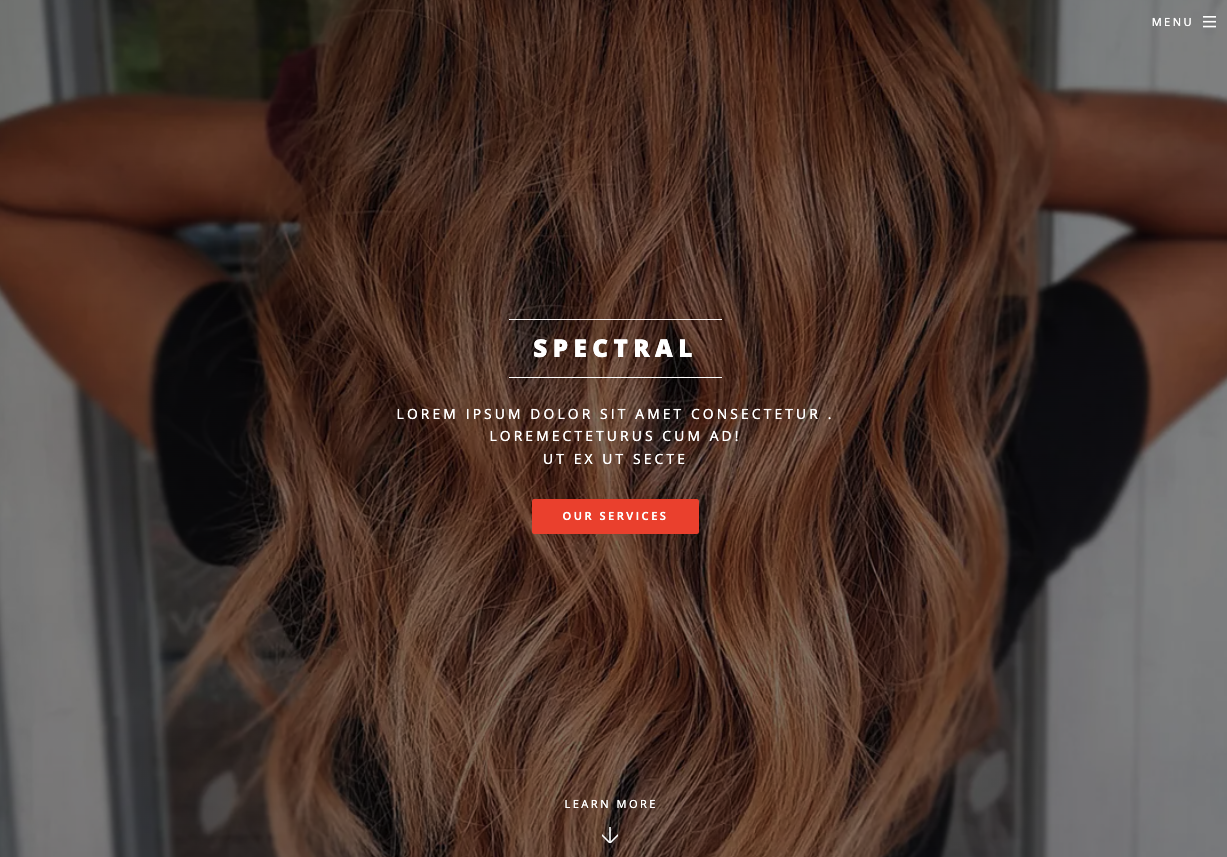 MENU
SPECTRAL
LOREM IPSUM DOLOR SIT AMET CONSECTETUR .
LOREMECTETURUS CUM AD!
UT EX UT SECTE
OUR SERVICES
LEARN MORE